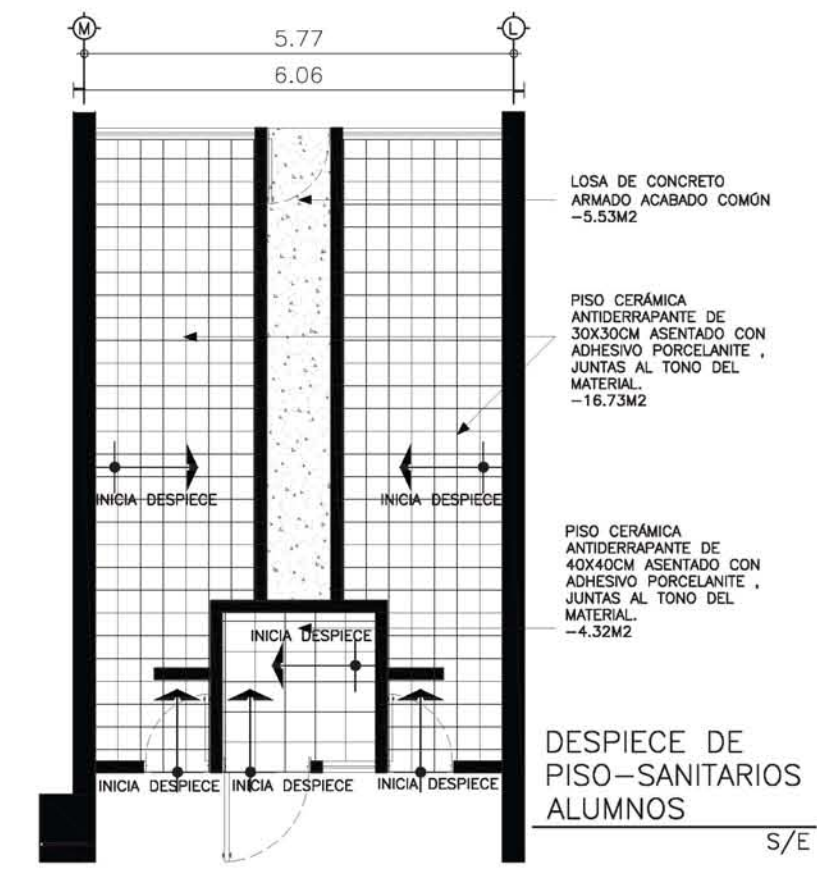 M
L
5.77
6.06
LOSA DE CONCRETO
ARMADO ACABADO COMÚN
-5.53M2
PISO CERÁMICA
ANTIDERRAPANTE DE
30X30CM ASENTADO CON
ADHESIVO PORCELANITE ,
JUNTAS AL TONO DEL
MATERIAL.
-16.73M2
INICIA DESPIECE
INICIA DESPIECE
PISO CERÁMICA
ANTIDERRAPANTE DE
40X40CM ASENTADO CON
ADHESIVO PORCELANITE ,
JUNTAS AL TONO DEL
MATERIAL.
-4.32M2
INICIA DESPIECE
INICIA DESPIECE
INICIA DESPIECE
INICIA DESPIECE
DESPIECE DE
PISO-SANITARIOS
ALUMNOS
S/E